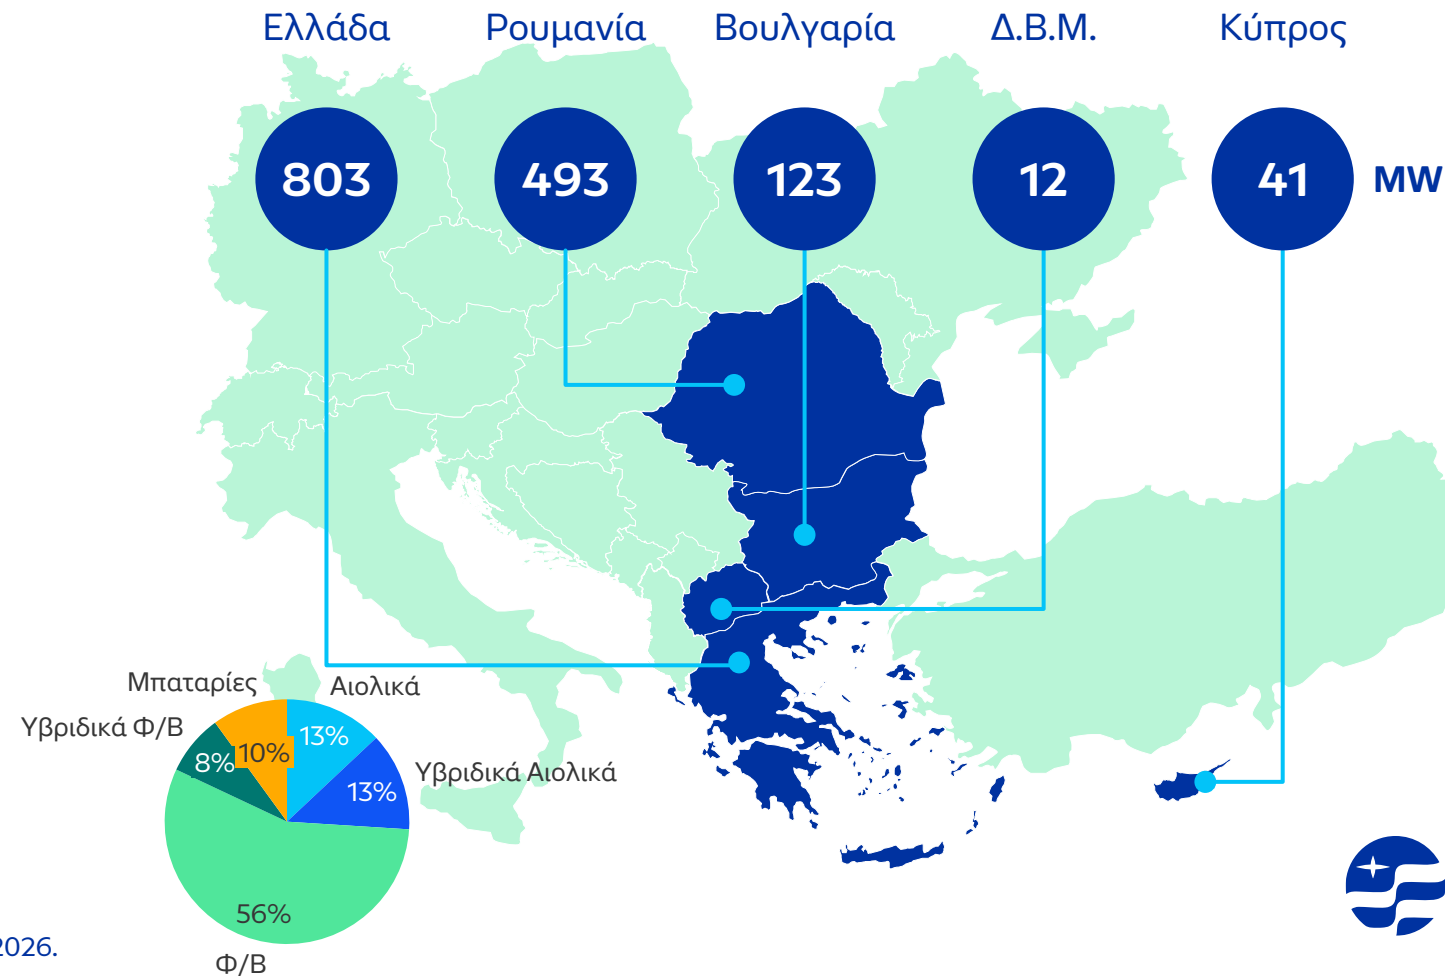 Ελλάδα Ρουμανία Βουλγαρία Δ.Β.Μ. Κύπρος
803 493 123 12 41 MW
Μπαταρίες Αιολικά
Υβριδικά Φ/Β
13%
10%
8%
Υβριδικά Αιολικά
13%
56%
Φ/Β
2026.